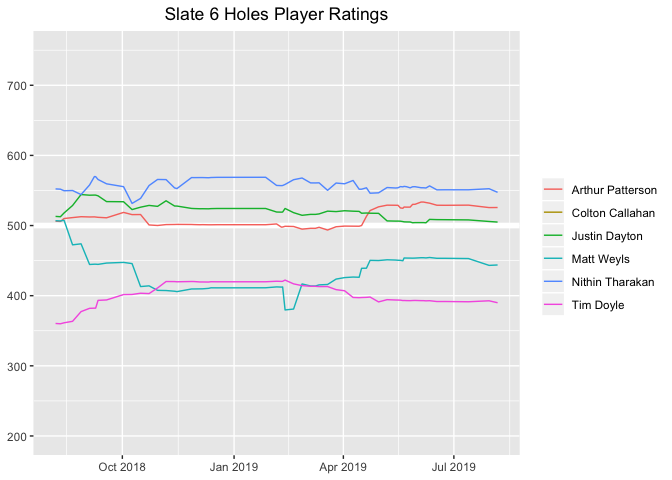 Slate 6 Holes Player Ratings
700
600
500
400
300
200
Oct 2018
Jan 2019
Apr 2019
Jul 2019
Arthur Patterson
Colton Callahan
Justin Dayton
Matt Weyls
Nithin Tharakan
Tim Doyle